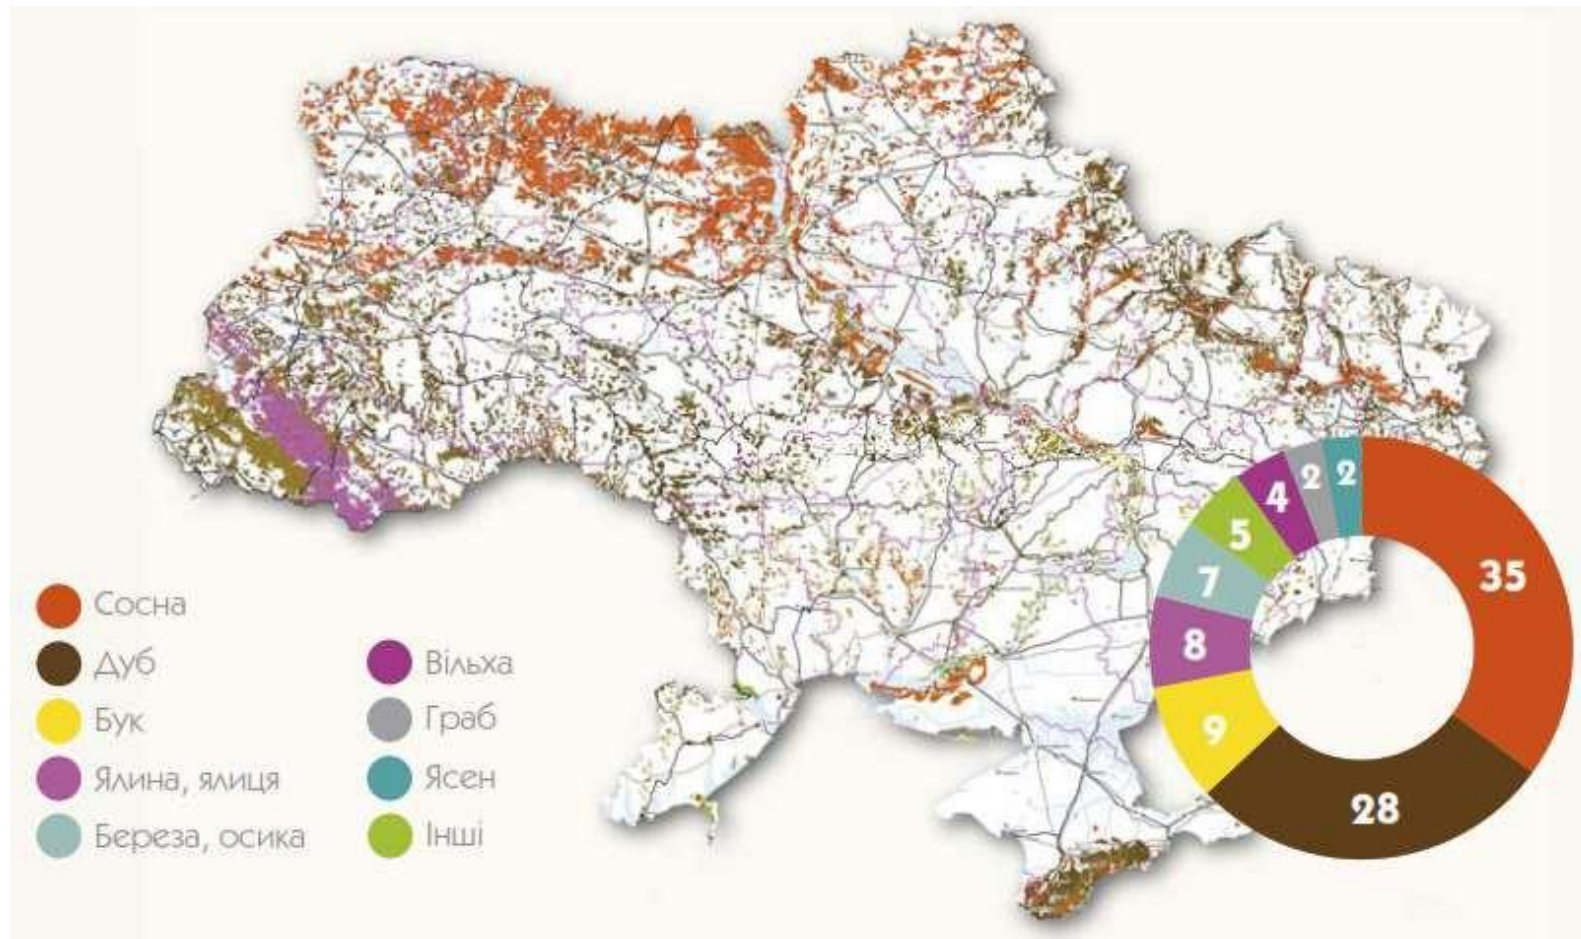 Сосна
Дуб
Бук
Ялина, ялиця
Береза, осика
Вільха
Граб
Ясен
Інші
35
28
9
8
7
5
4
2
2